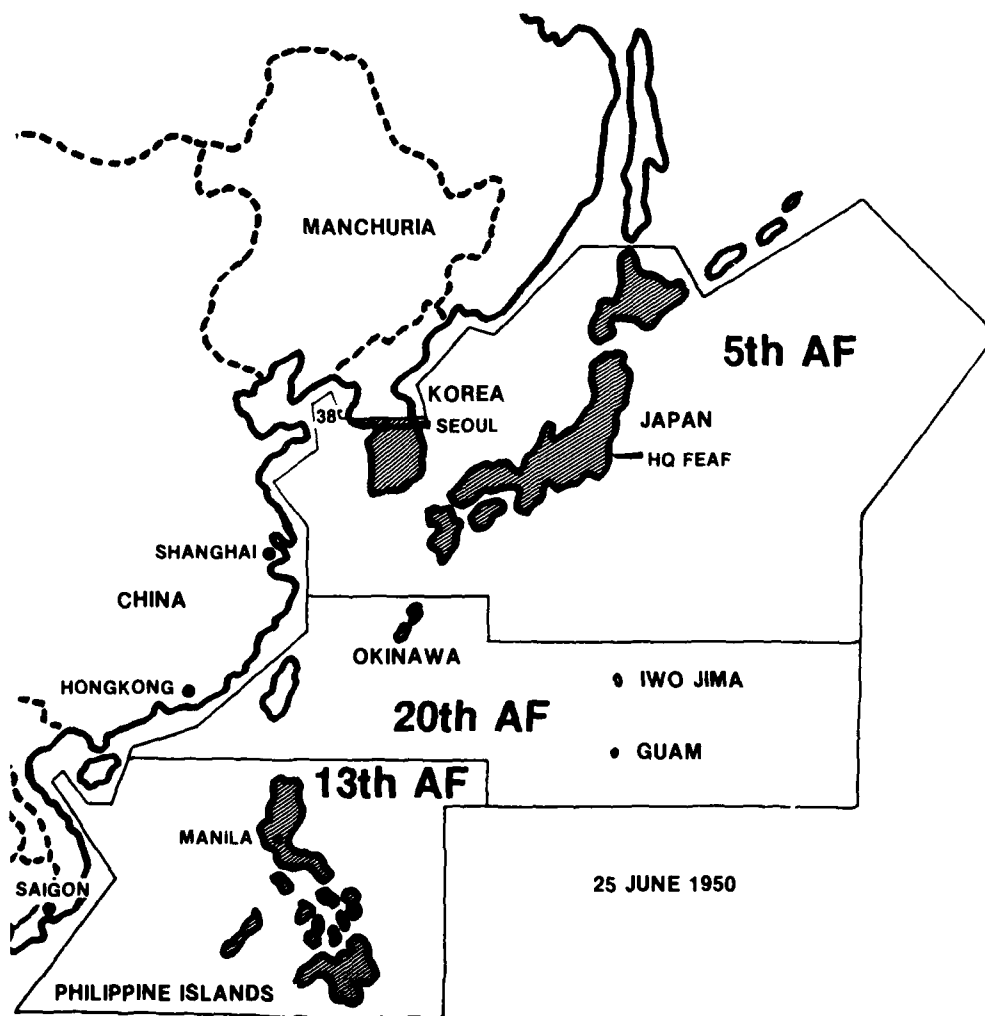 MANCHURIA
5th AF
KOREA
38°
SEOUL
JAPAN
HQ FEAF
SHANGHAI
CHINA
OKINAWA
HONGKONG
IWO JIMA
20th AF
GUAM
13th AF
MANILA
25 JUNE 1950
SAIGON
PHILIPPINE ISLANDS